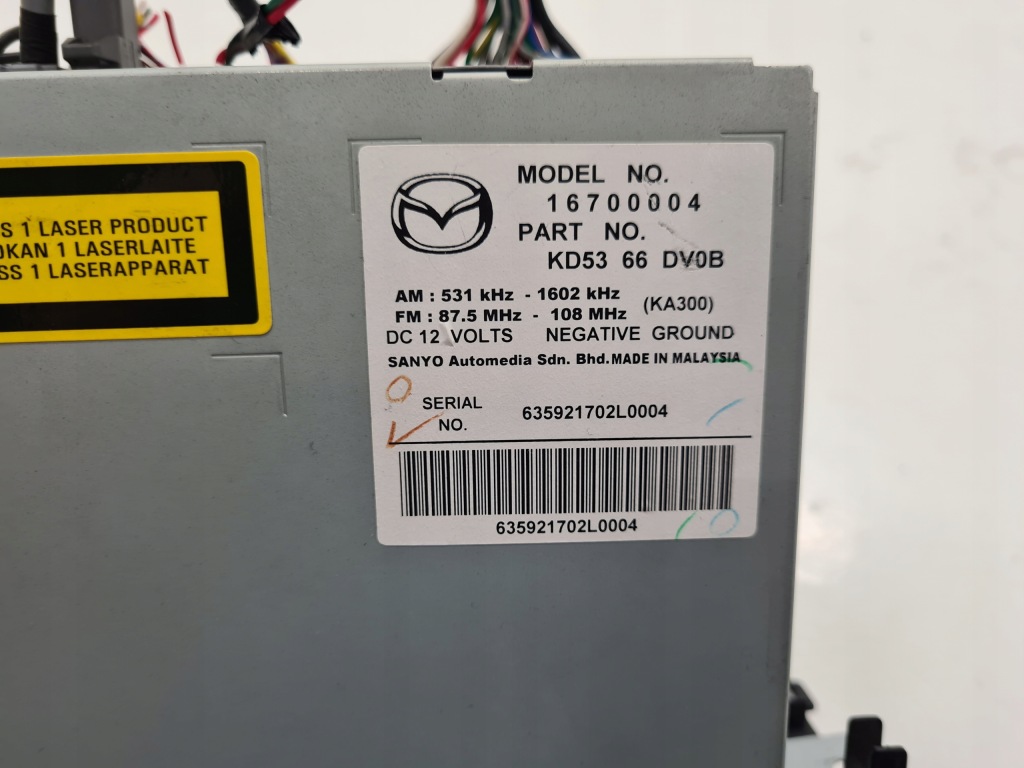 S 1 LASER PRODUCT
OKAN 1 LASERLAITE
SS 1 LASERAPPARAT
MODEL NO.
16700004
PART NO.
KD53 66 DV0B
AM : 531 kHz - 1602 kHz
FM : 87.5 MHz - 108 MHz (KA300)
DC 12 VOLTS NEGATIVE GROUND
SANYO Automedia Sdn. Bhd. MADE IN MALAYSIA
SERIAL NO. 635921702L0004
635921702L0004